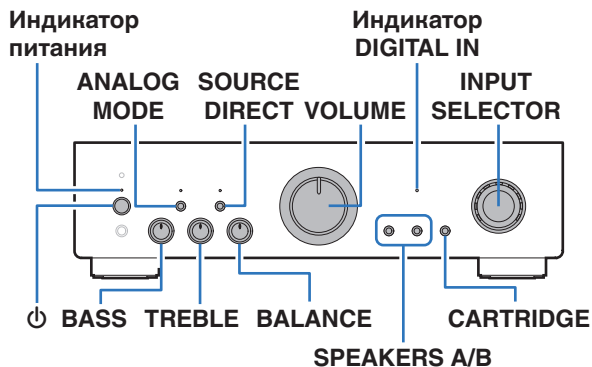 Индикатор
питания
Индикатор
DIGITAL IN
ANALOG
MODE
SOURCE
DIRECT
VOLUME
INPUT
SELECTOR
⏻
BASS
TREBLE
BALANCE
CARTRIDGE
SPEAKERS A/B